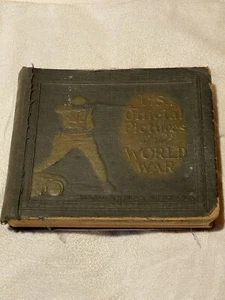 U.S.
Official
Pictures
of the
WORLD
WAR